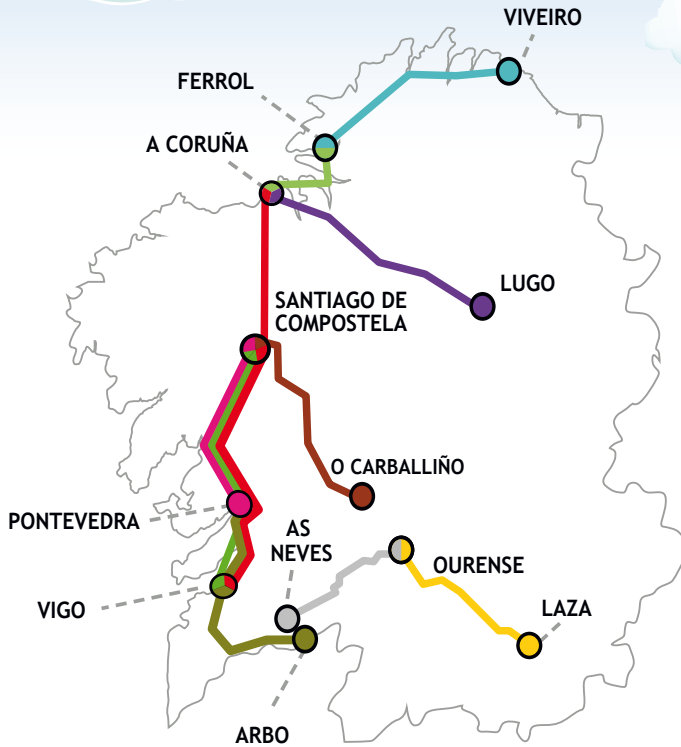 VIVEIRO
FERROL
A CORUÑA
LUGO
SANTIAGO DE
COMPOSTELA
O CARBALLIÑO
PONTEVEDRA
AS
NEVES
OURENSE
VIGO
LAZA
ARBO